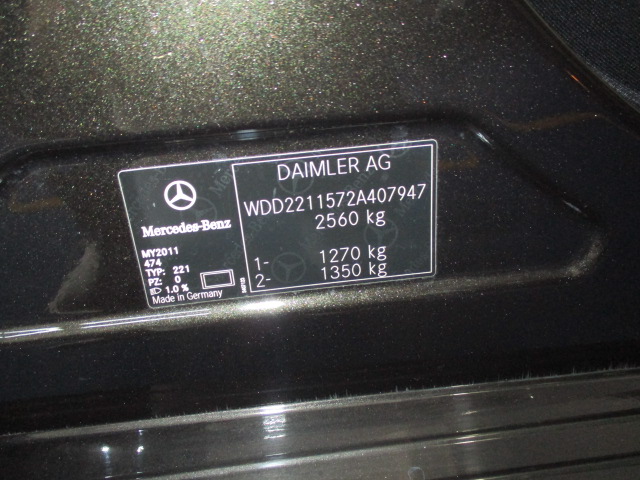 DAIMLER AG
WDD2211572A407947
2560 kg
1- 1270 kg
2- 1350 kg
Mercedes-Benz
MY2011
474
TYP: 221
PZ: 0
1.0 %
Made in Germany